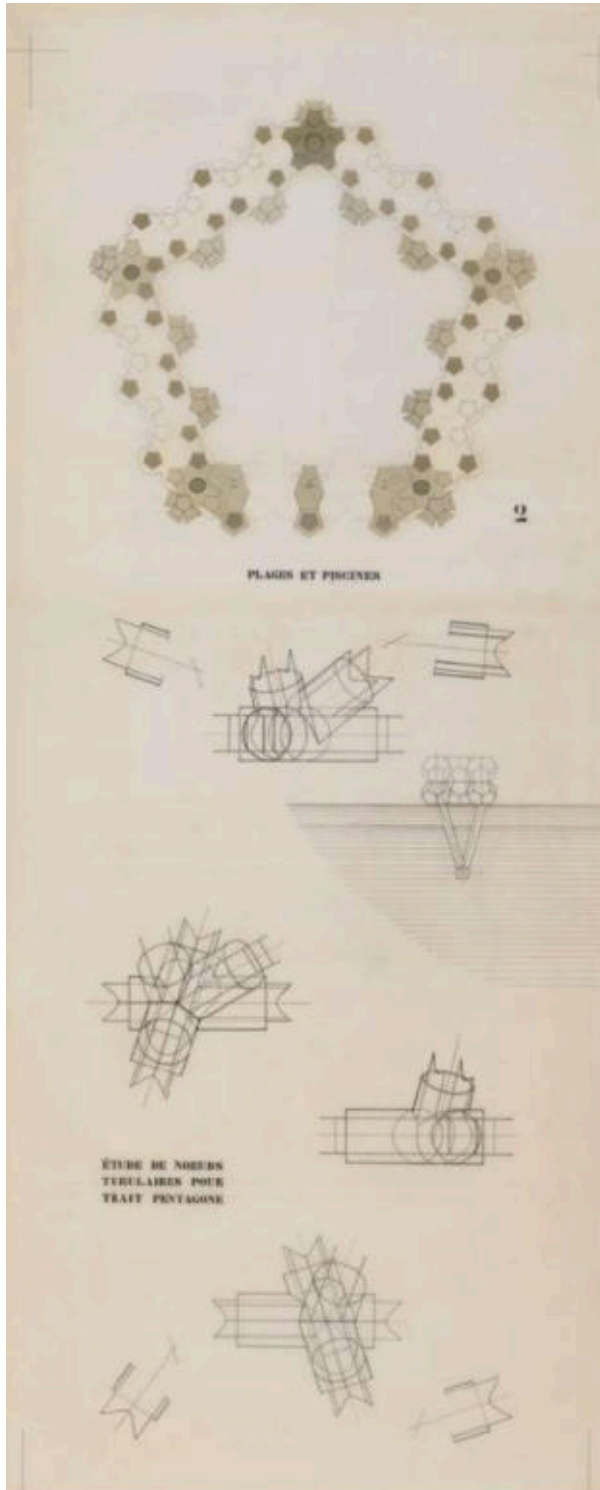 2
PLAGES ET PISCINES
ÉTUDE DE NOEUDS
TUBULAIRES POUR
TRAIT PENTAGONE